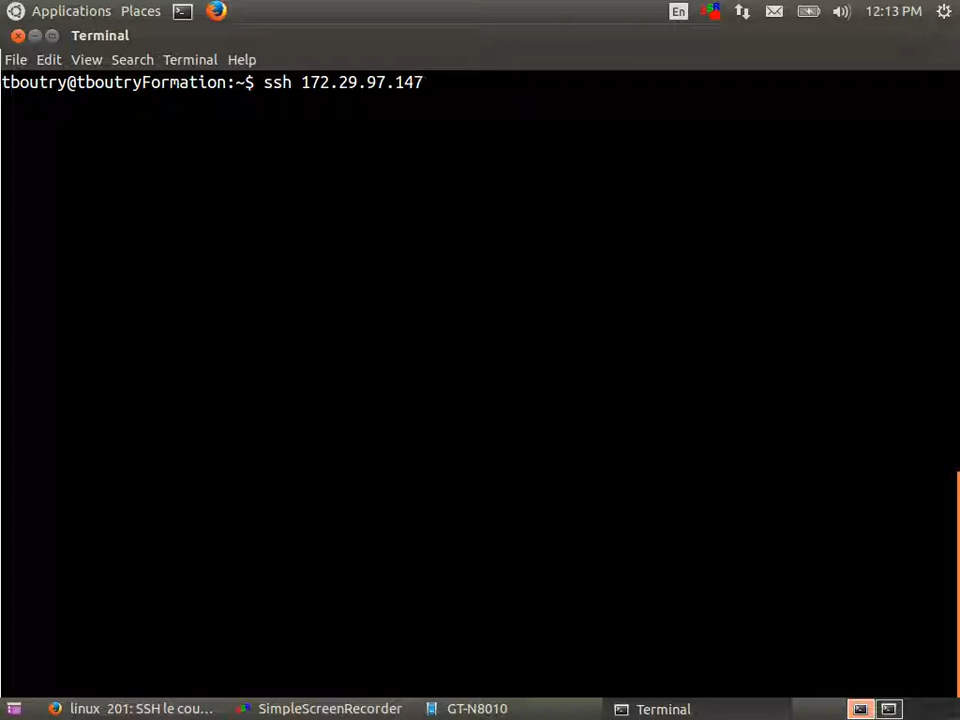 Applications Places En 12:13 PM
Terminal
File Edit View Search Terminal Help
tboutry@tboutryFormation:~$ ssh 172.29.97.147
linux 201: SSH le cou... SimpleScreenRecorder GT-N8010 Terminal